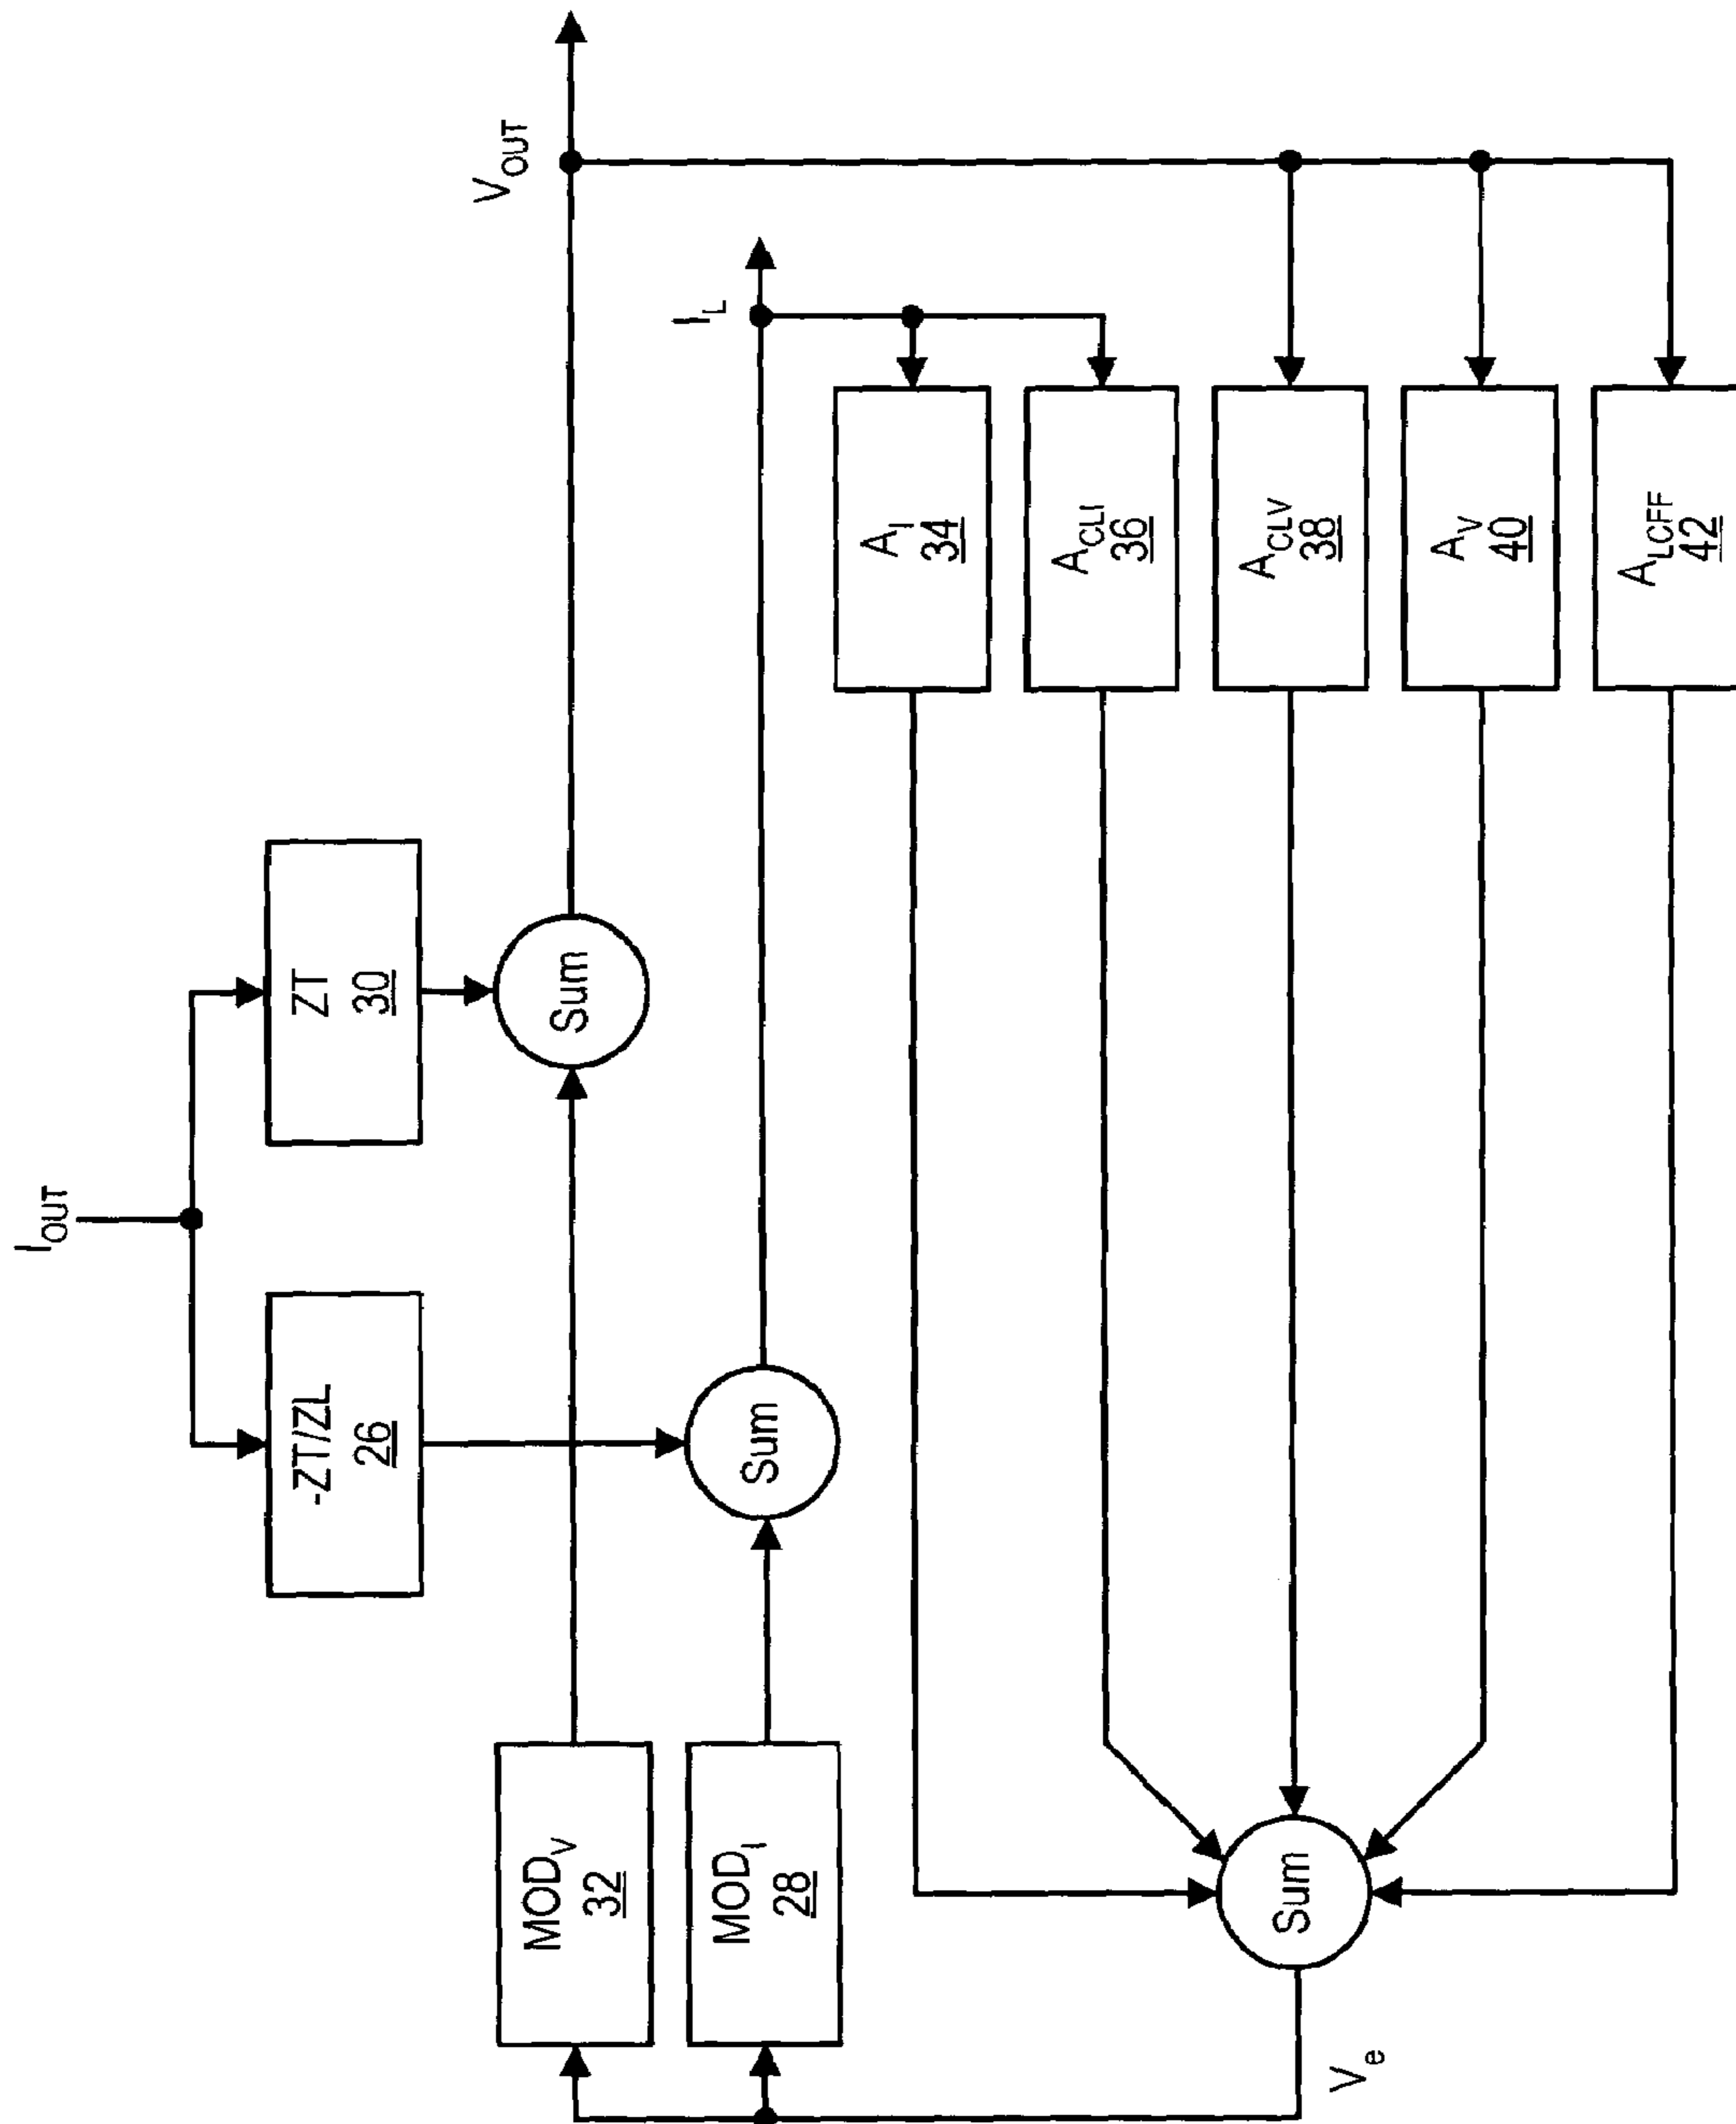 I_OUT
-ZT/ZL
26
ZT
30
MOD_V
32
Sum
V_OUT
MOD_I
28
Sum
I_L
A_I
34
A_CLI
36
V_e
Sum
A_CLV
38
A_V
40
A_LCFF
42